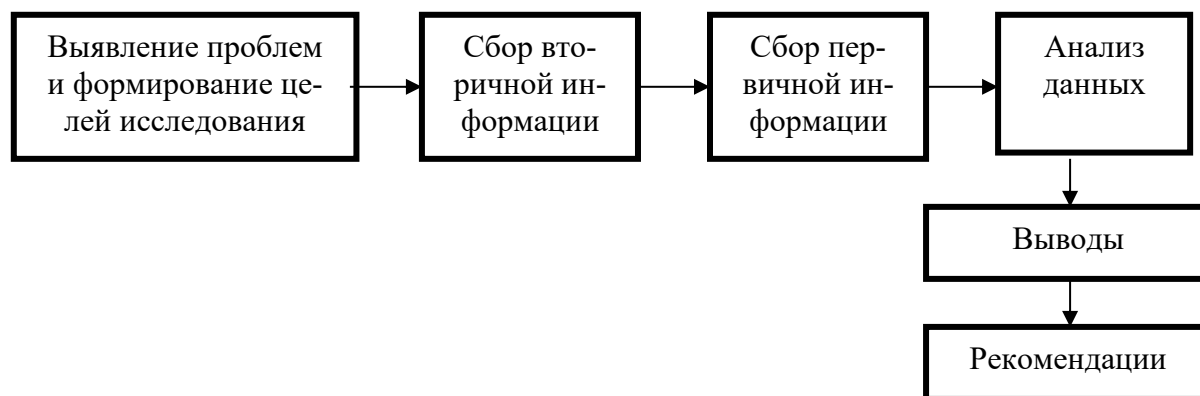 Выявление проблем
и формирование це-
лей исследования
Сбор вто-
ричной ин-
формации
Сбор пер-
вичной ин-
формации
Анализ
данных
Выводы
Рекомендации